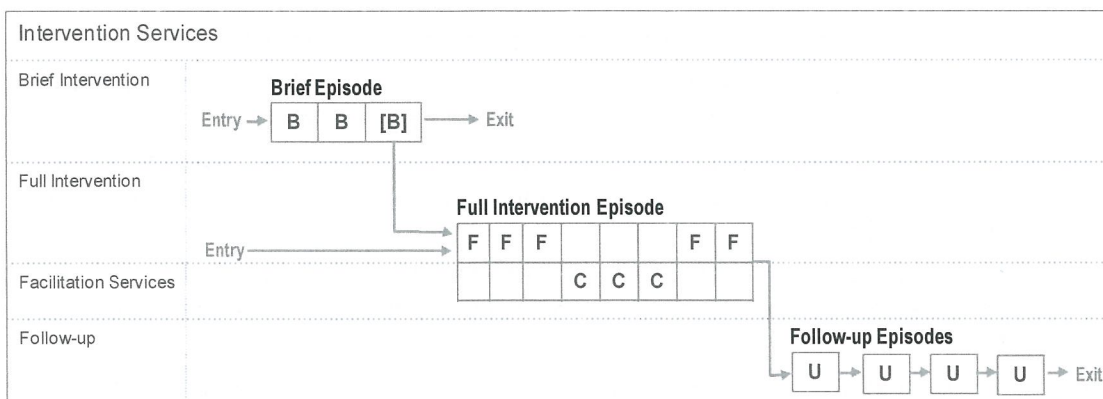 Intervention Services
Brief Intervention
Brief Episode
Entry B B [B] Exit
Full Intervention
Full Intervention Episode
F F F F F
Entry
Facilitation Services
C C C
Follow-up
Follow-up Episodes
U U U U Exit